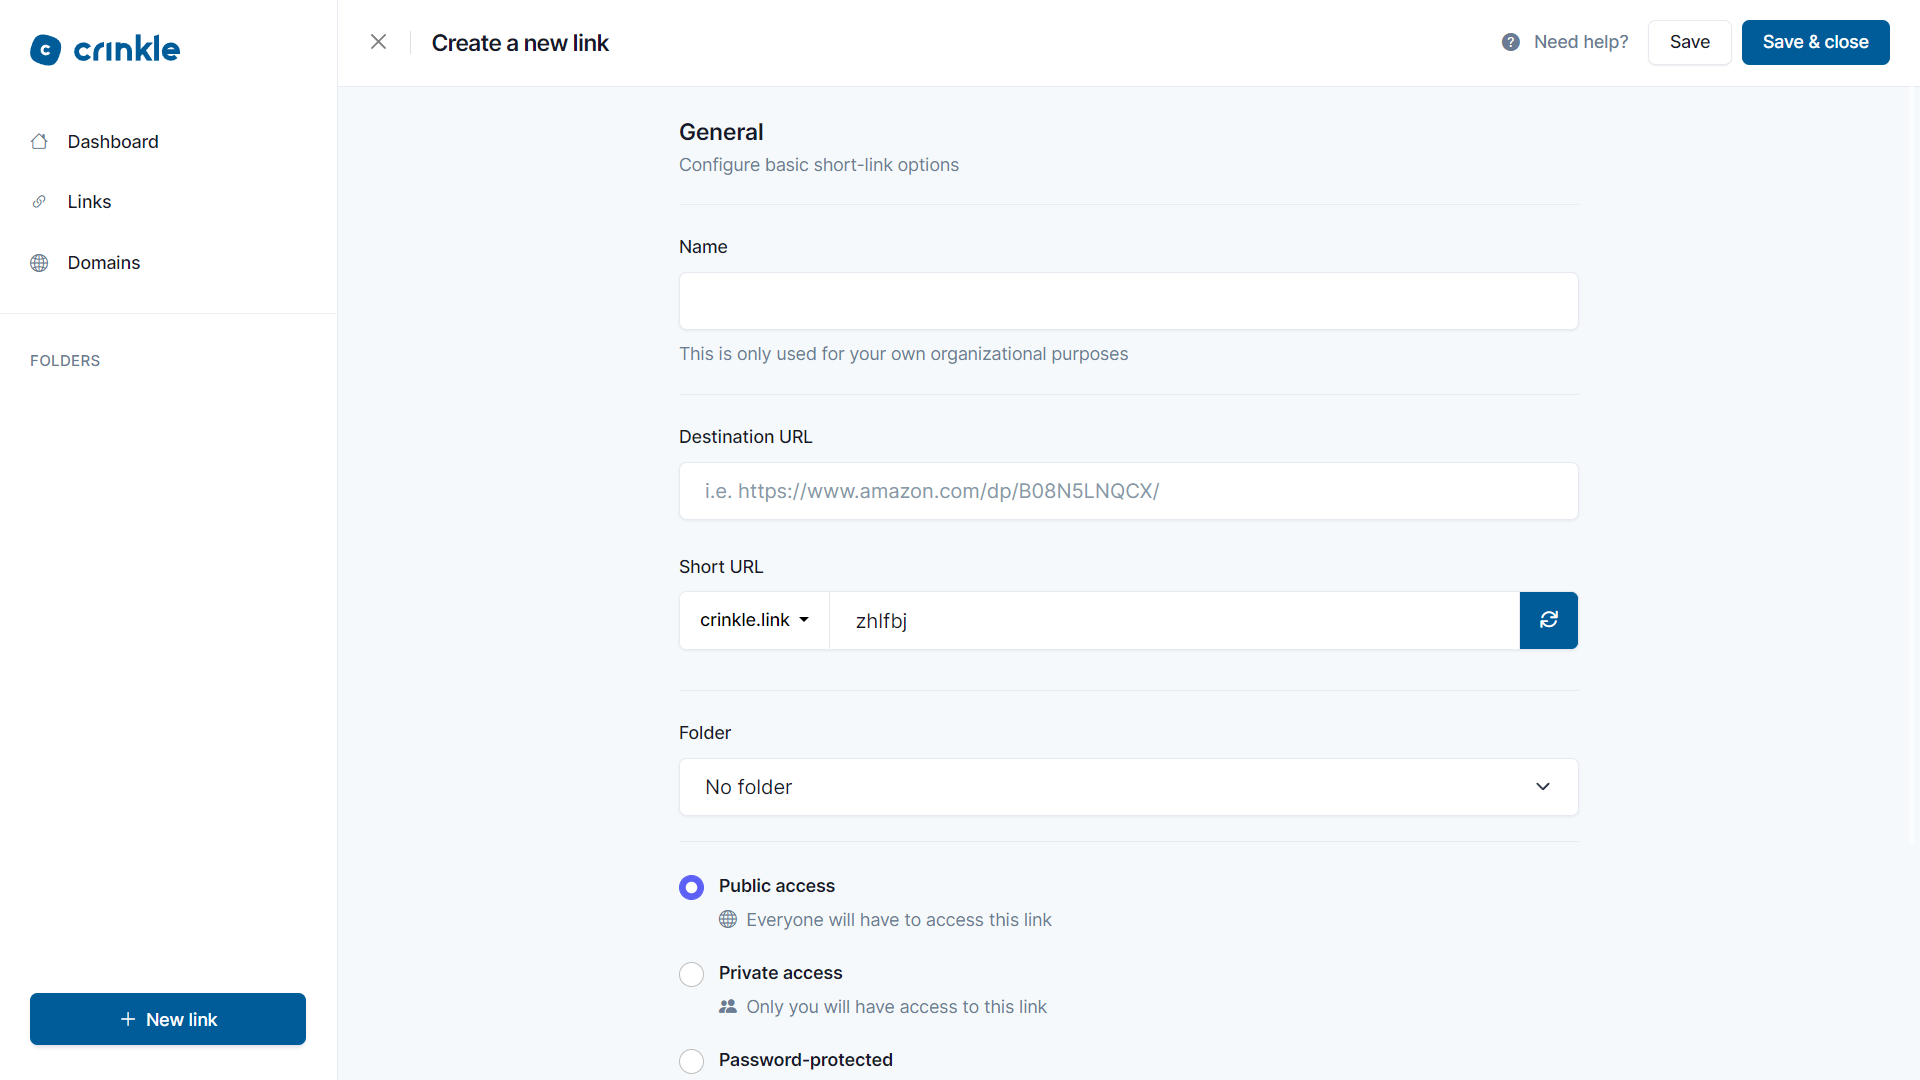 crinkle
Dashboard
Links
Domains
FOLDERS
New link
Create a new link
Need help?
Save
Save & close
General
Configure basic short-link options
Name
This is only used for your own organizational purposes
Destination URL
i.e. https://www.amazon.com/dp/B08N5LNQCX/
Short URL
crinkle.link
zhlfbj
Folder
No folder
Public access
Everyone will have to access this link
Private access
Only you will have access to this link
Password-protected